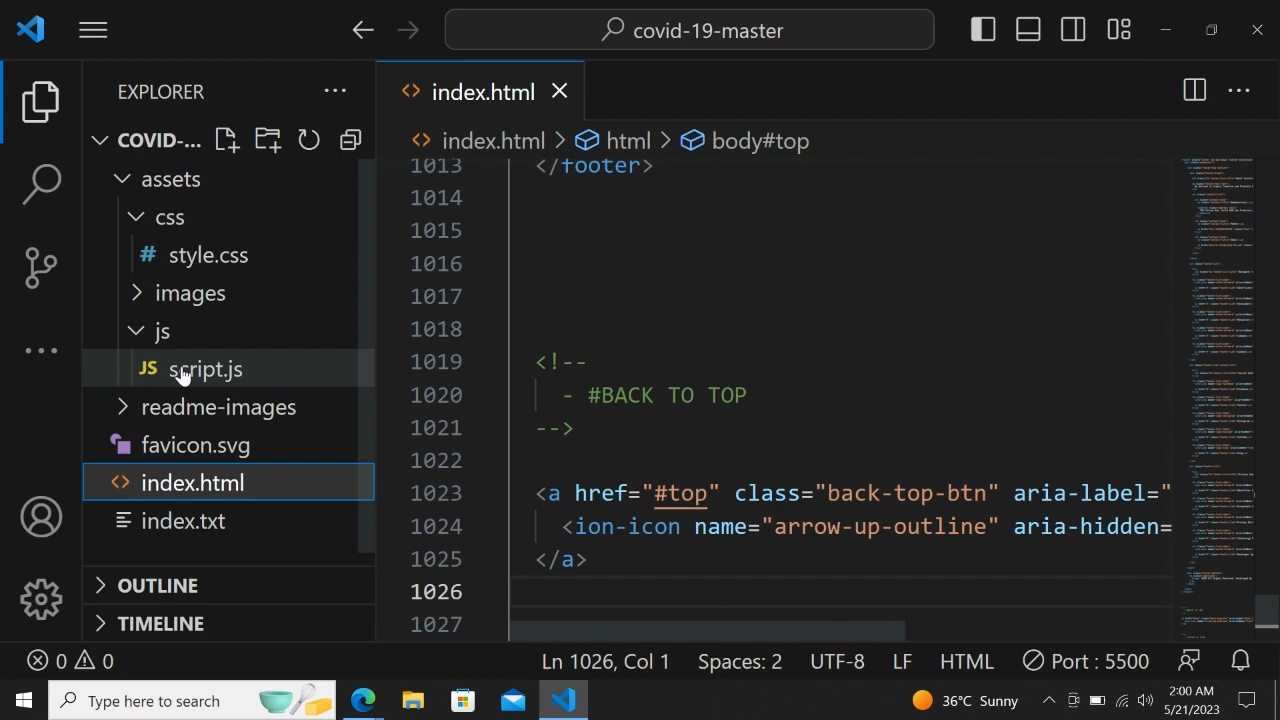 covid-19-master
EXPLORER
COVID-...
assets
css
# style.css
images
js
JS script.js
readme-images
favicon.svg
<> index.html
index.txt
OUTLINE
TIMELINE
<> index.html
<> index.html > html > body#top
1013 </footer>
1014
1015
1016
1017
1018
1019 <!--
1020 - #BACK TO TOP
1021 -->
1022
1023 a href="#top" class="back-top-btn" aria-label="
1024 <ion-icon name="arrow-up-outline" aria-hidden=
1025 /a>
1026
1027
0 0
Ln 1026, Col 1
Spaces: 2
UTF-8
LF
HTML
Port : 5500
Type here to search
36°C Sunny
:00 AM
5/21/2023